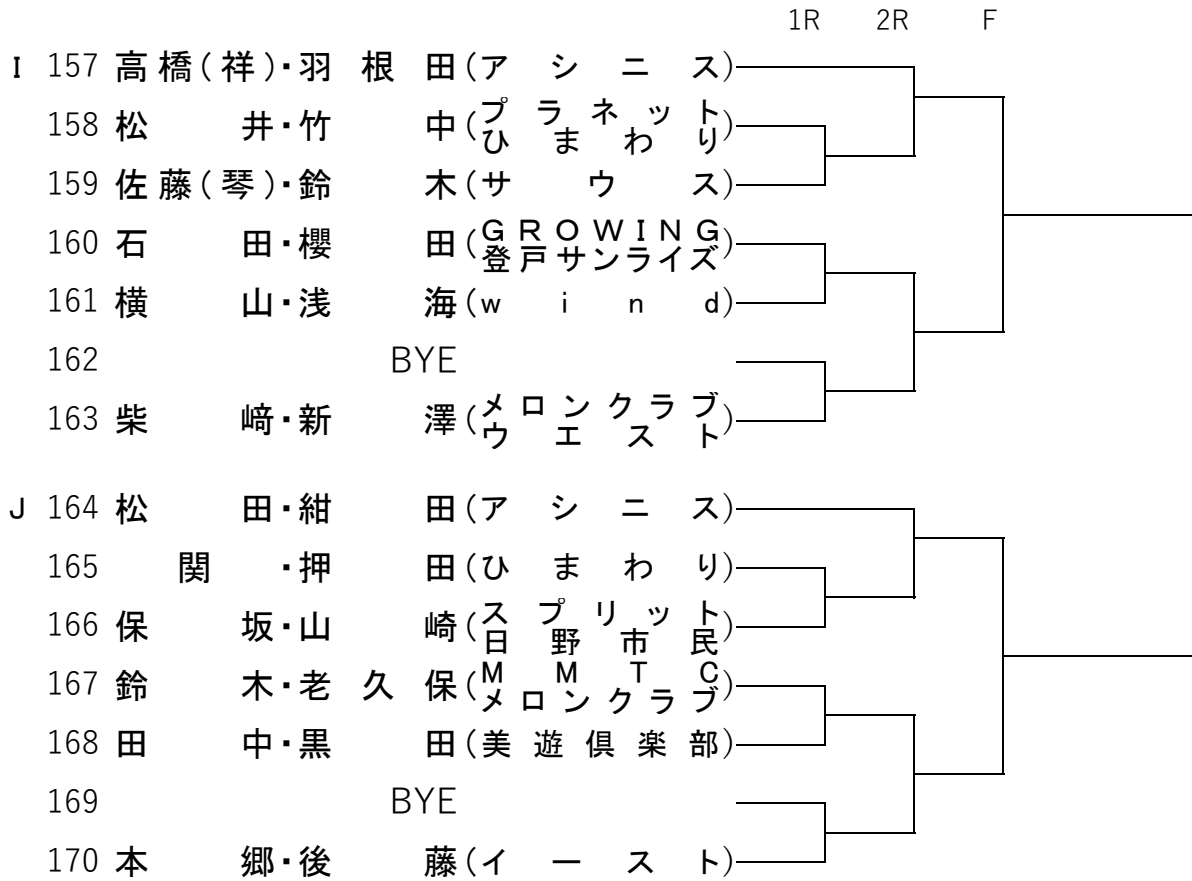 1R 2R F
I 157 高橋(祥)・羽根田(アシニス)
158 松井・竹中(プラネット
ひまわり)
159 佐藤(琴)・鈴木(サウス)
160 石田・櫻田(GROWING
登戸サンライズ)
161 横山・浅海(wind)
162 BYE
163 柴﨑・新澤(メロンクラブ
ウエスト)
J 164 松田・紺田(アシニス)
165 関・押田(ひまわり)
166 保坂・山崎(スプリット
日野市民)
167 鈴木・老久保(MMTC
メロンクラブ)
168 田中・黒田(美遊倶楽部)
169 BYE
170 本郷・後藤(イースト)